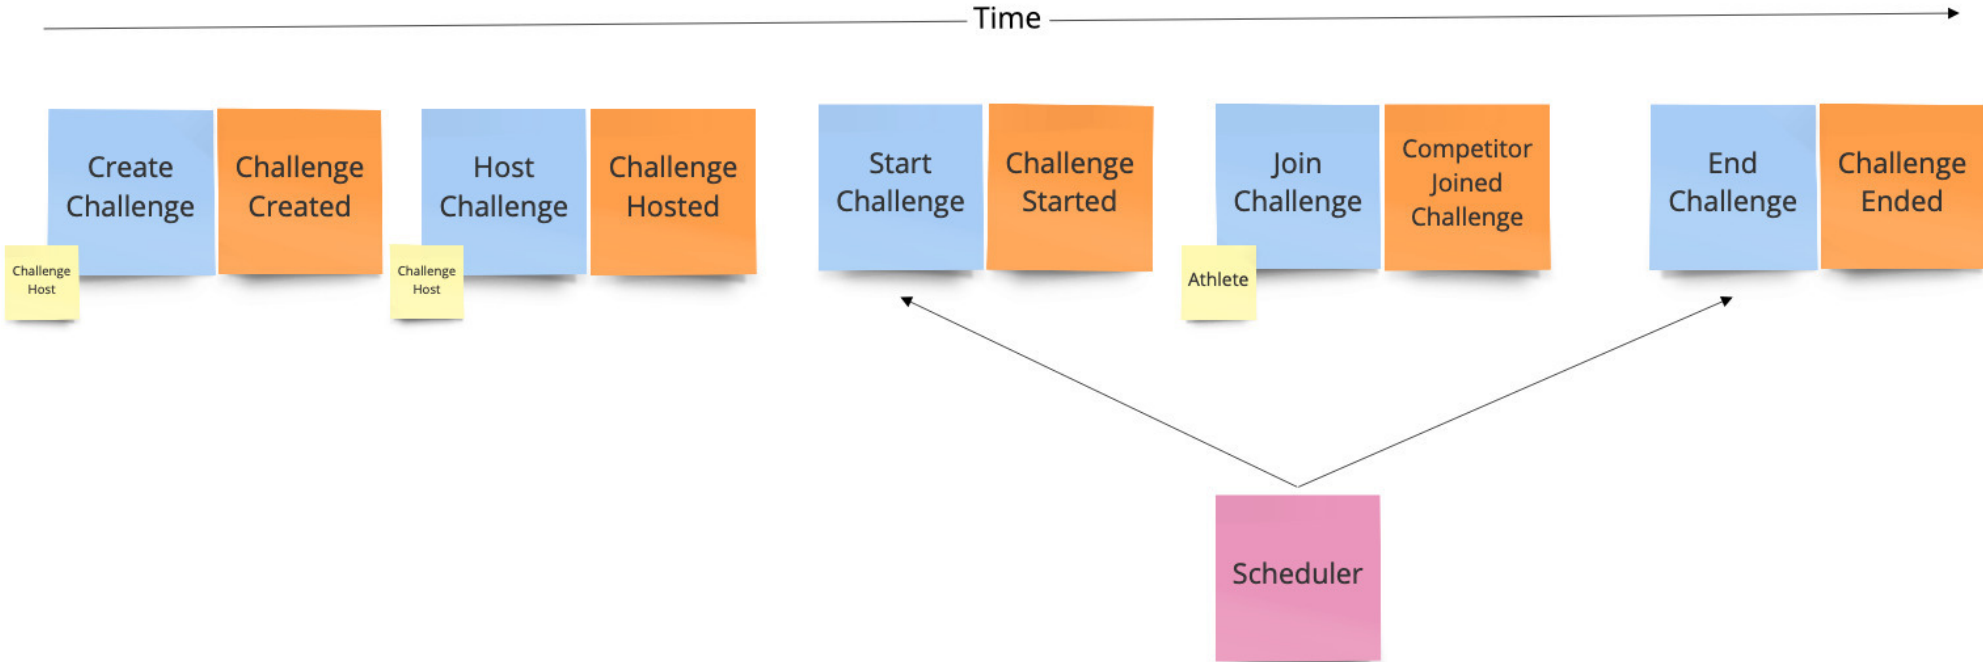 Time
Create
Challenge
Challenge
Created
Challenge
Host
Host
Challenge
Challenge
Hosted
Challenge
Host
Start
Challenge
Challenge
Started
Join
Challenge
Competitor
Joined
Challenge
Athlete
End
Challenge
Challenge
Ended
Scheduler